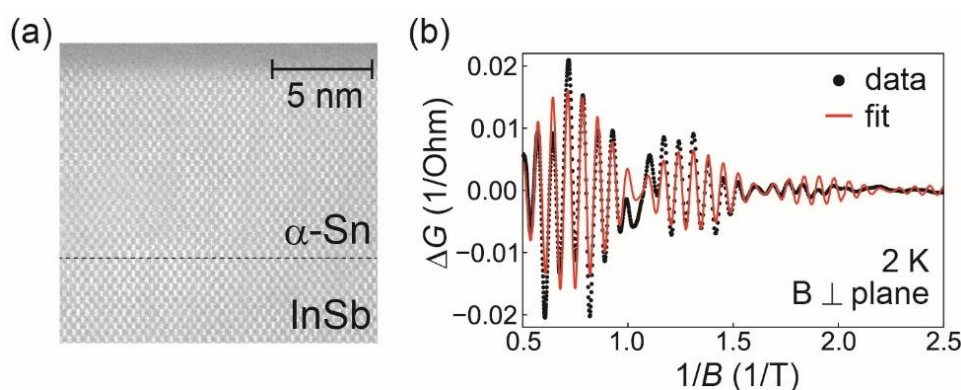 (a)
5 nm
α-Sn
InSb
(b)
ΔG (1/Ohm)
0.02
0.01
0.00
−0.01
−0.02
data
fit
2 K
B ⊥ plane
0.5 1.0 1.5 2.0 2.5
1/B (1/T)